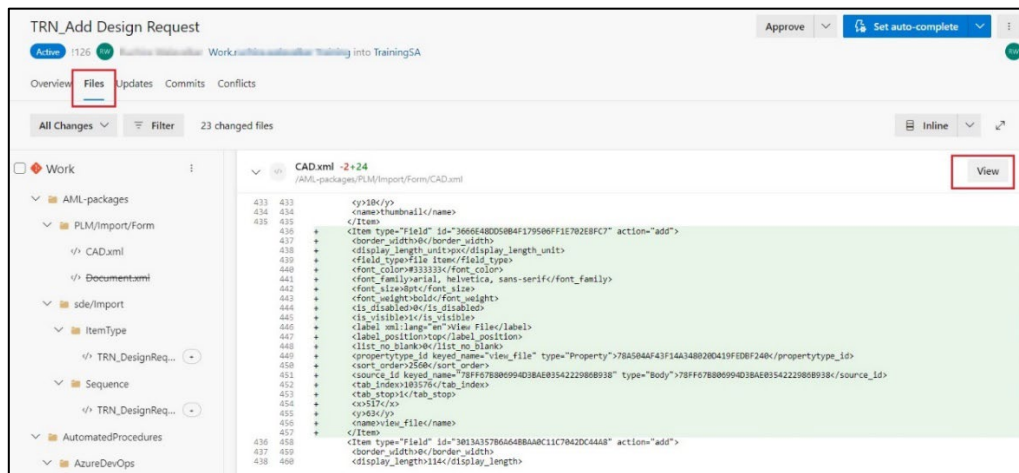 TRN_Add Design Request
Approve
Set auto-complete
Active !126 RW into TrainingSA
RW
Overview Files Updates Commits Conflicts
All Changes Filter 23 changed files Inline
Work
CAD.xml -2+24
/AML-packages/PLM/Import/Form/CAD.xml
View
AML-packages
PLM/Import/Form
CAD.xml
Document.xml
sde/Import
ItemType
TRN_DesignReq... +
Sequence
TRN_DesignReq... +
AutomatedProcedures
AzureDevOps
433 433 <y>10</y>
434 434 <name>thumbnail</name>
435 435 </Item>
436 + <Item type="Field" id="3666E48DD50B4F179506FF1E702E8FC7" action="add">
437 + <border_width>0</border_width>
438 + <display_length_unit>px</display_length_unit>
439 + <field_type>file item</field_type>
440 + <font_color>#333333</font_color>
441 + <font_family>arial, helvetica, sans-serif</font_family>
442 + <font_size>8pt</font_size>
443 + <font_weight>bold</font_weight>
444 + <is_disabled>0</is_disabled>
445 + <is_visible>1</is_visible>
446 + <label xml:lang="en">View File</label>
447 + <label_position>top</label_position>
448 + <list_no_blank>0</list_no_blank>
449 + <propertytype_id keyed_name="view_file" type="Property">78A504AF43F14A348020D419FEDBF240</propertytype_id>
450 + <sort_order>2560</sort_order>
451 + <source_id keyed_name="78FF67B806994D3BAE0354222986B938" type="Body">78FF67B806994D3BAE0354222986B938</source_id>
452 + <tab_index>103576</tab_index>
453 + <tab_stop>1</tab_stop>
454 + <x>517</x>
455 + <y>63</y>
456 + <name>view_file</name>
457 + </Item>
436 458 <Item type="Field" id="3013A357B6A64BBAA0C11C7042DC44A8" action="add">
437 459 <border_width>0</border_width>
438 460 <display_length>114</display_length>